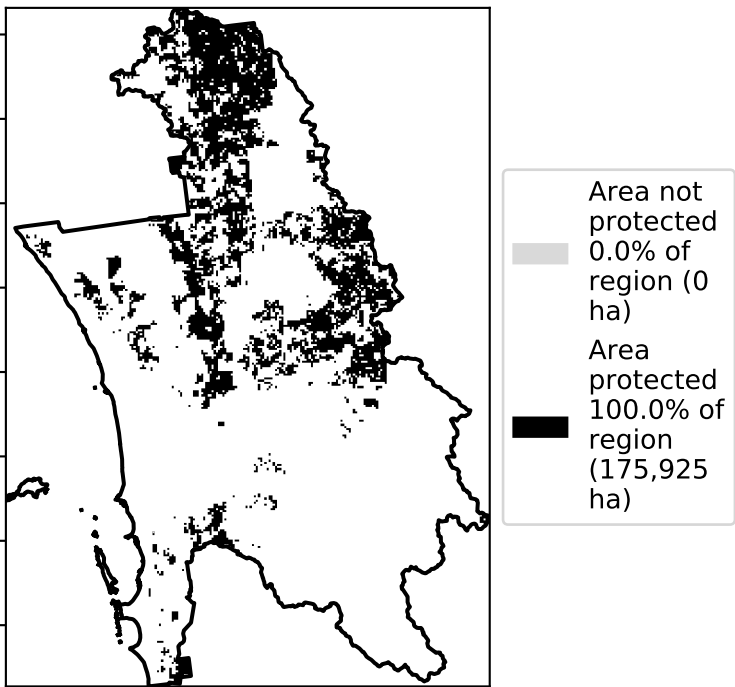 Area not
protected
0.0% of
region (0
ha)
Area
protected
100.0% of
region
(175,925
ha)